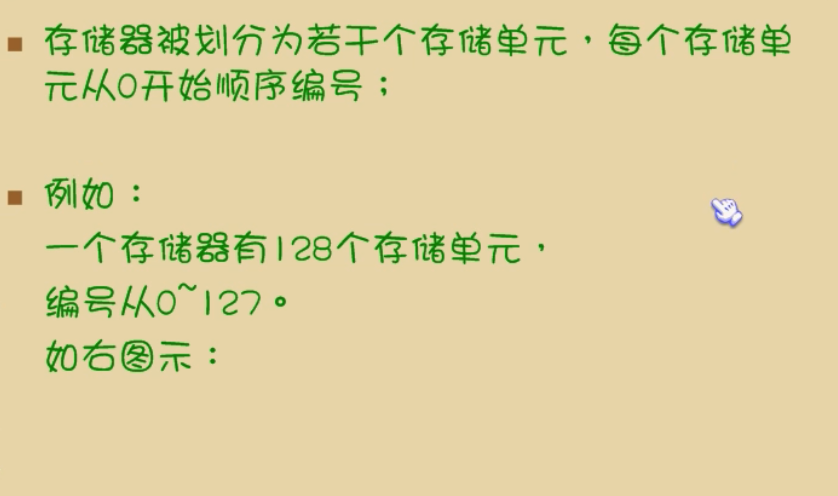 存储器被划分为若干个存储单元，每个存储单
元从0开始顺序编号；
例如：
一个存储器有128个存储单元，
编号从0~127。
如右图示：